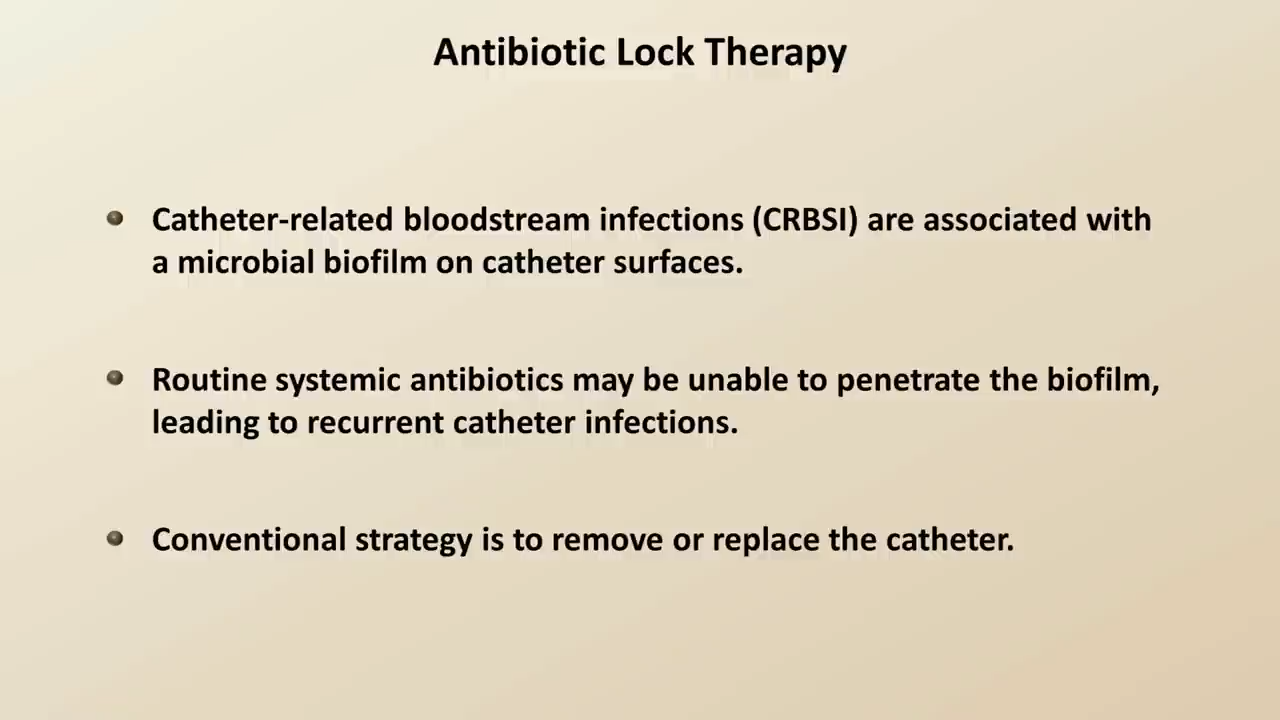 Antibiotic Lock Therapy
Catheter-related bloodstream infections (CRBSI) are associated with
a microbial biofilm on catheter surfaces.
Routine systemic antibiotics may be unable to penetrate the biofilm,
leading to recurrent catheter infections.
Conventional strategy is to remove or replace the catheter.